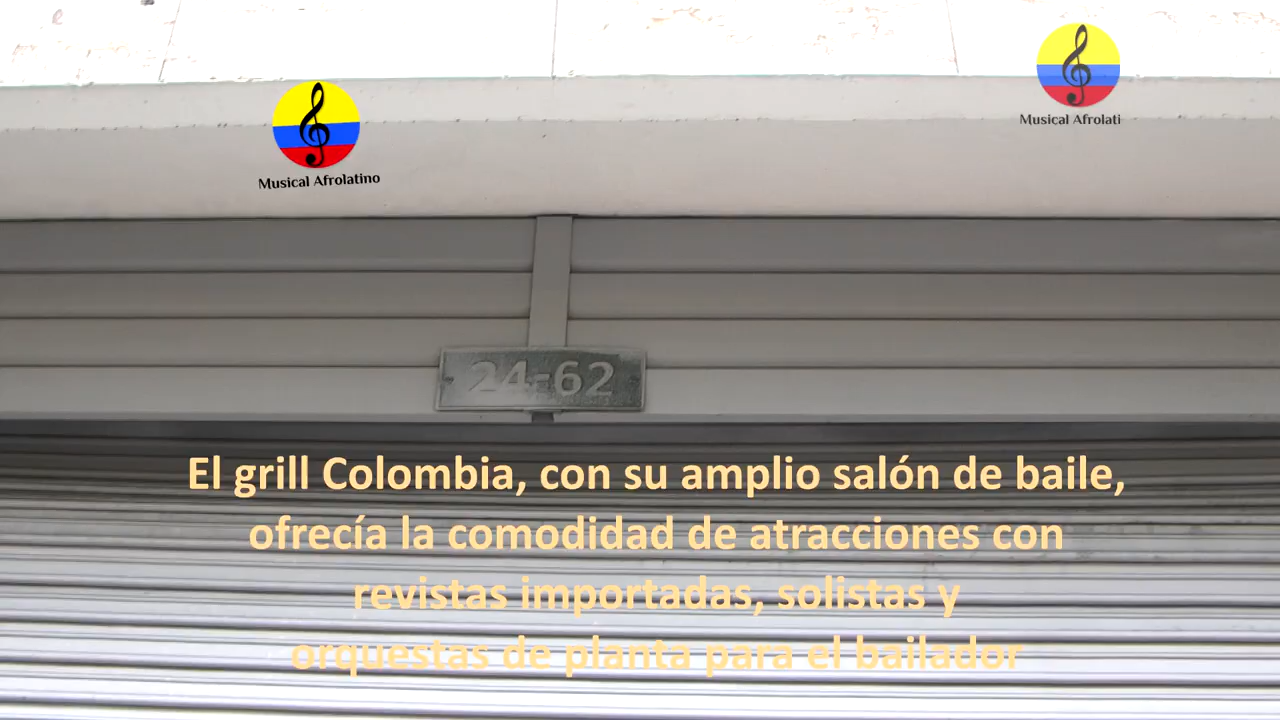 Musical Afrolati
Musical Afrolatino
24-62
El grill Colombia, con su amplio salón de baile,
ofrecía la comodidad de atracciones con
revistas importadas, solistas y
orquestas de planta para el bailador